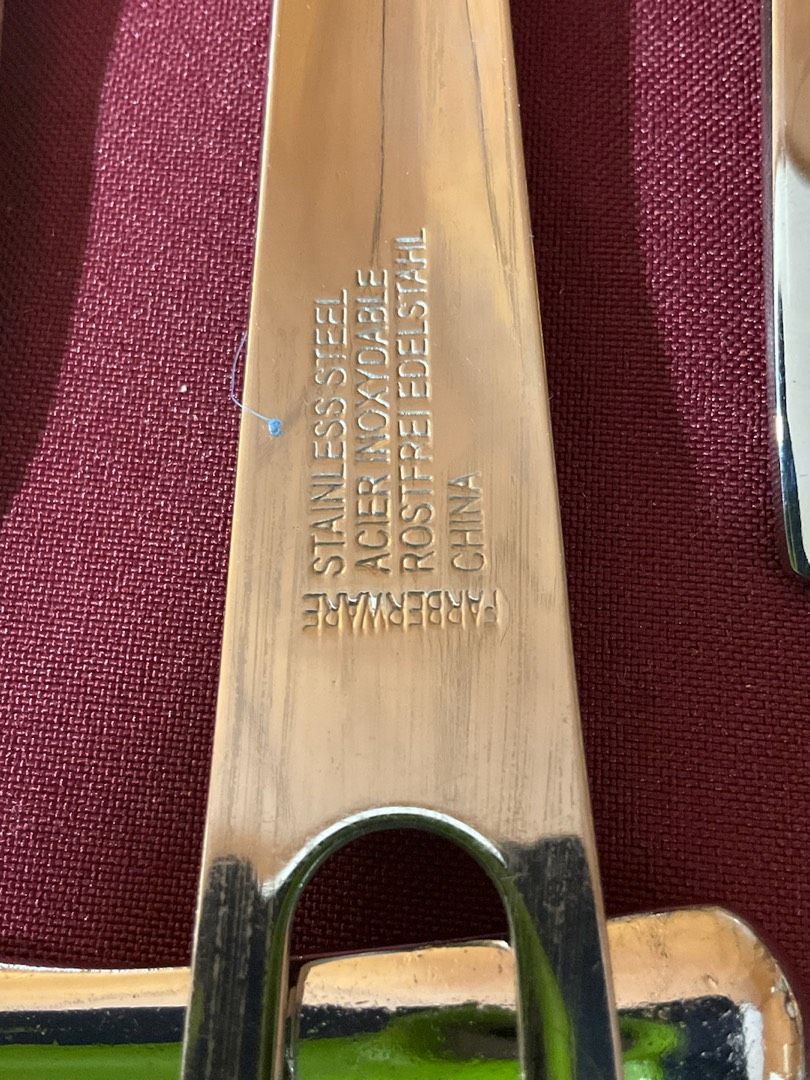 STAINLESS STEEL
ACIER INOXYDABLE
ROSTFREI EDELSTAHL
CHINA
FARBERWARE